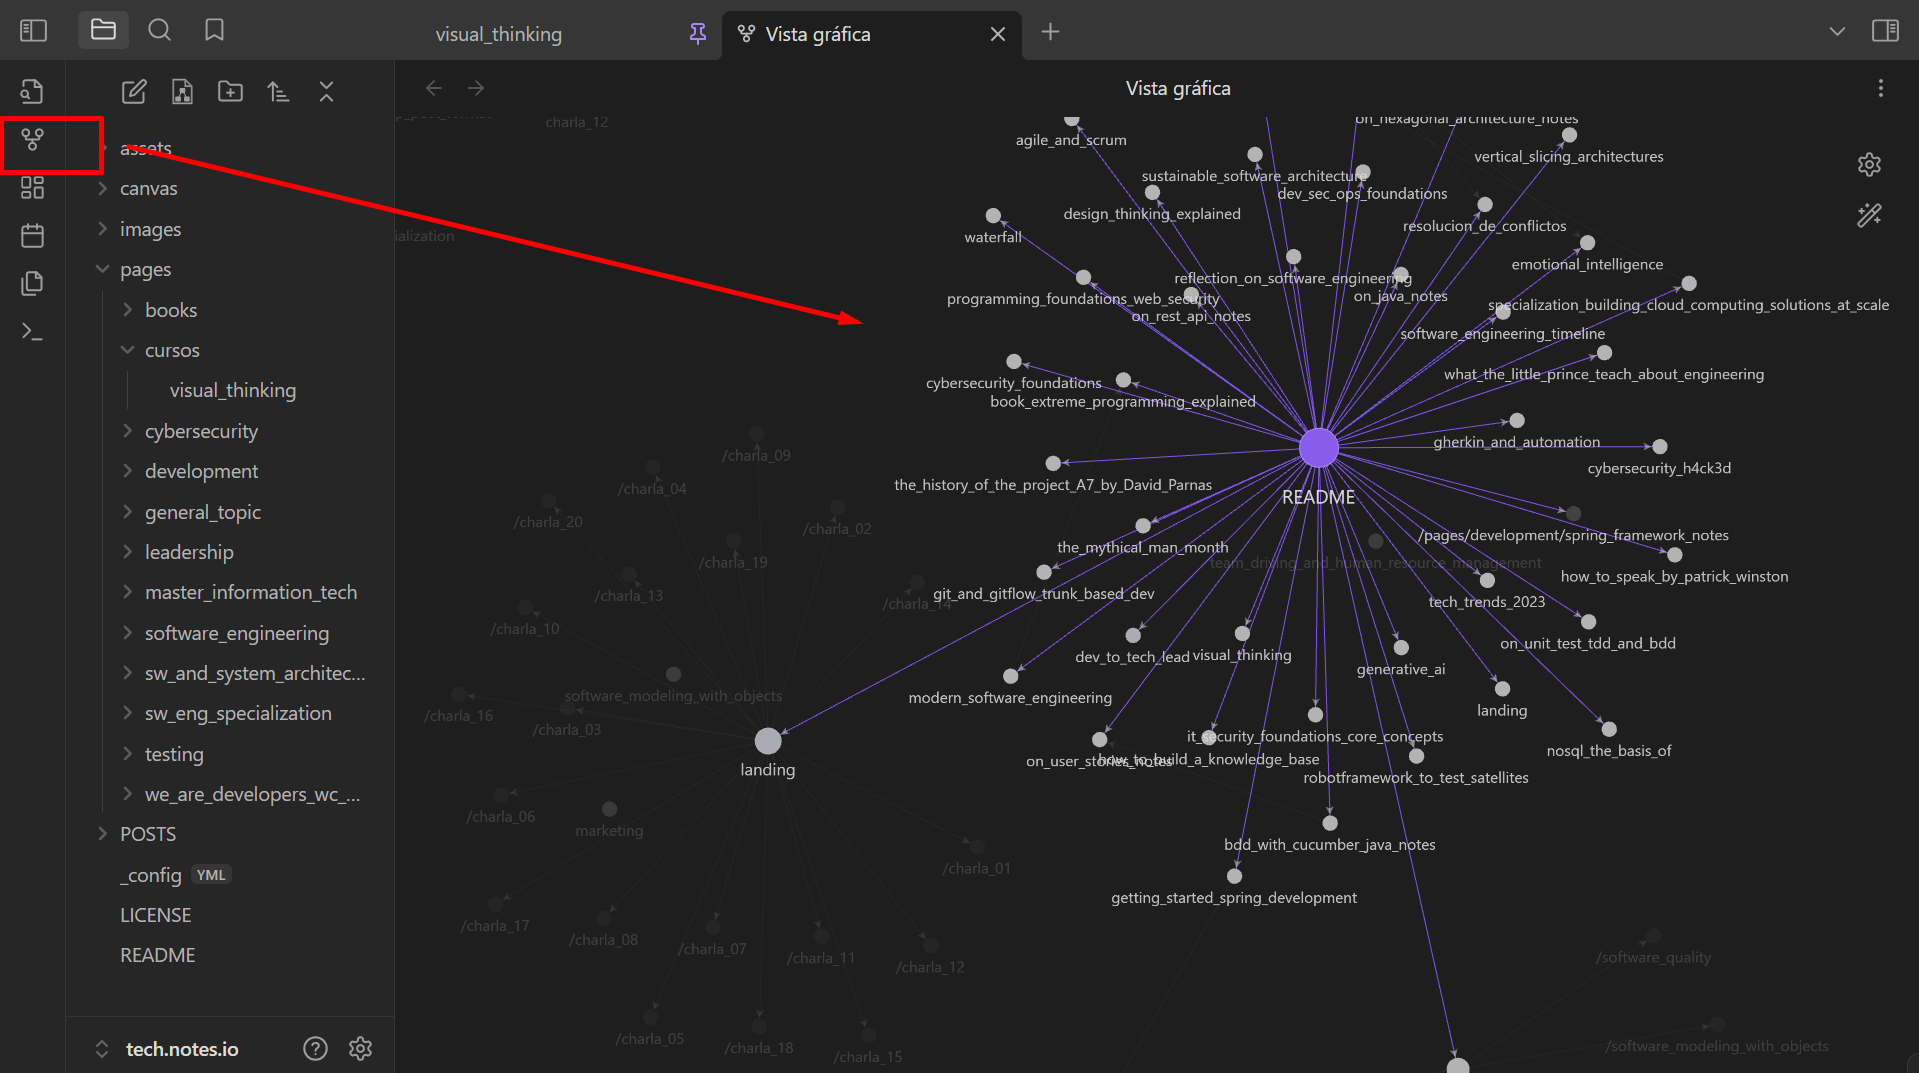 visual_thinking
Vista gráfica
Vista gráfica
assets
canvas
images
pages
books
cursos
visual_thinking
cybersecurity
development
general_topic
leadership
master_information_tech
software_engineering
sw_and_system_architec...
sw_eng_specialization
testing
we_are_developers_wc_...
POSTS
_config YML
LICENSE
README
tech.notes.io
charla_12
ialization
on_hexagonal_architecture_notes
agile_and_scrum
vertical_slicing_architectures
sustainable_software_architecture
dev_sec_ops_foundations
design_thinking_explained
resolucion_de_conflictos
waterfall
emotional_intelligence
reflection_on_software_engineering
on_java_notes
programming_foundations_web_security
specialization_building_cloud_computing_solutions_at_scale
on_rest_api_notes
software_engineering_timeline
what_the_little_prince_teach_about_engineering
cybersecurity_foundations
book_extreme_programming_explained
gherkin_and_automation
/charla_09
cybersecurity_h4ck3d
the_history_of_the_project_A7_by_David_Parnas
/charla_04
README
/charla_20
/charla_02
/pages/development/spring_framework_notes
the_mythical_man_month
/charla_19
team_driving_and_human_resource_management
how_to_speak_by_patrick_winston
/charla_13
git_and_gitflow_trunk_based_dev
/charla_14
tech_trends_2023
/charla_10
on_unit_test_tdd_and_bdd
dev_to_tech_lead
visual_thinking
generative_ai
software_modeling_with_objects
modern_software_engineering
landing
/charla_16
/charla_03
it_security_foundations_core_concepts
nosql_the_basis_of
on_user_stories_notes
how_to_build_a_knowledge_base
landing
robotframework_to_test_satellites
/charla_06
marketing
bdd_with_cucumber_java_notes
/charla_01
getting_started_spring_development
/charla_17
/charla_08
/charla_07
/charla_11
/charla_12
/software_quality
/charla_05
/charla_18
/charla_15
/software_modeling_with_objects